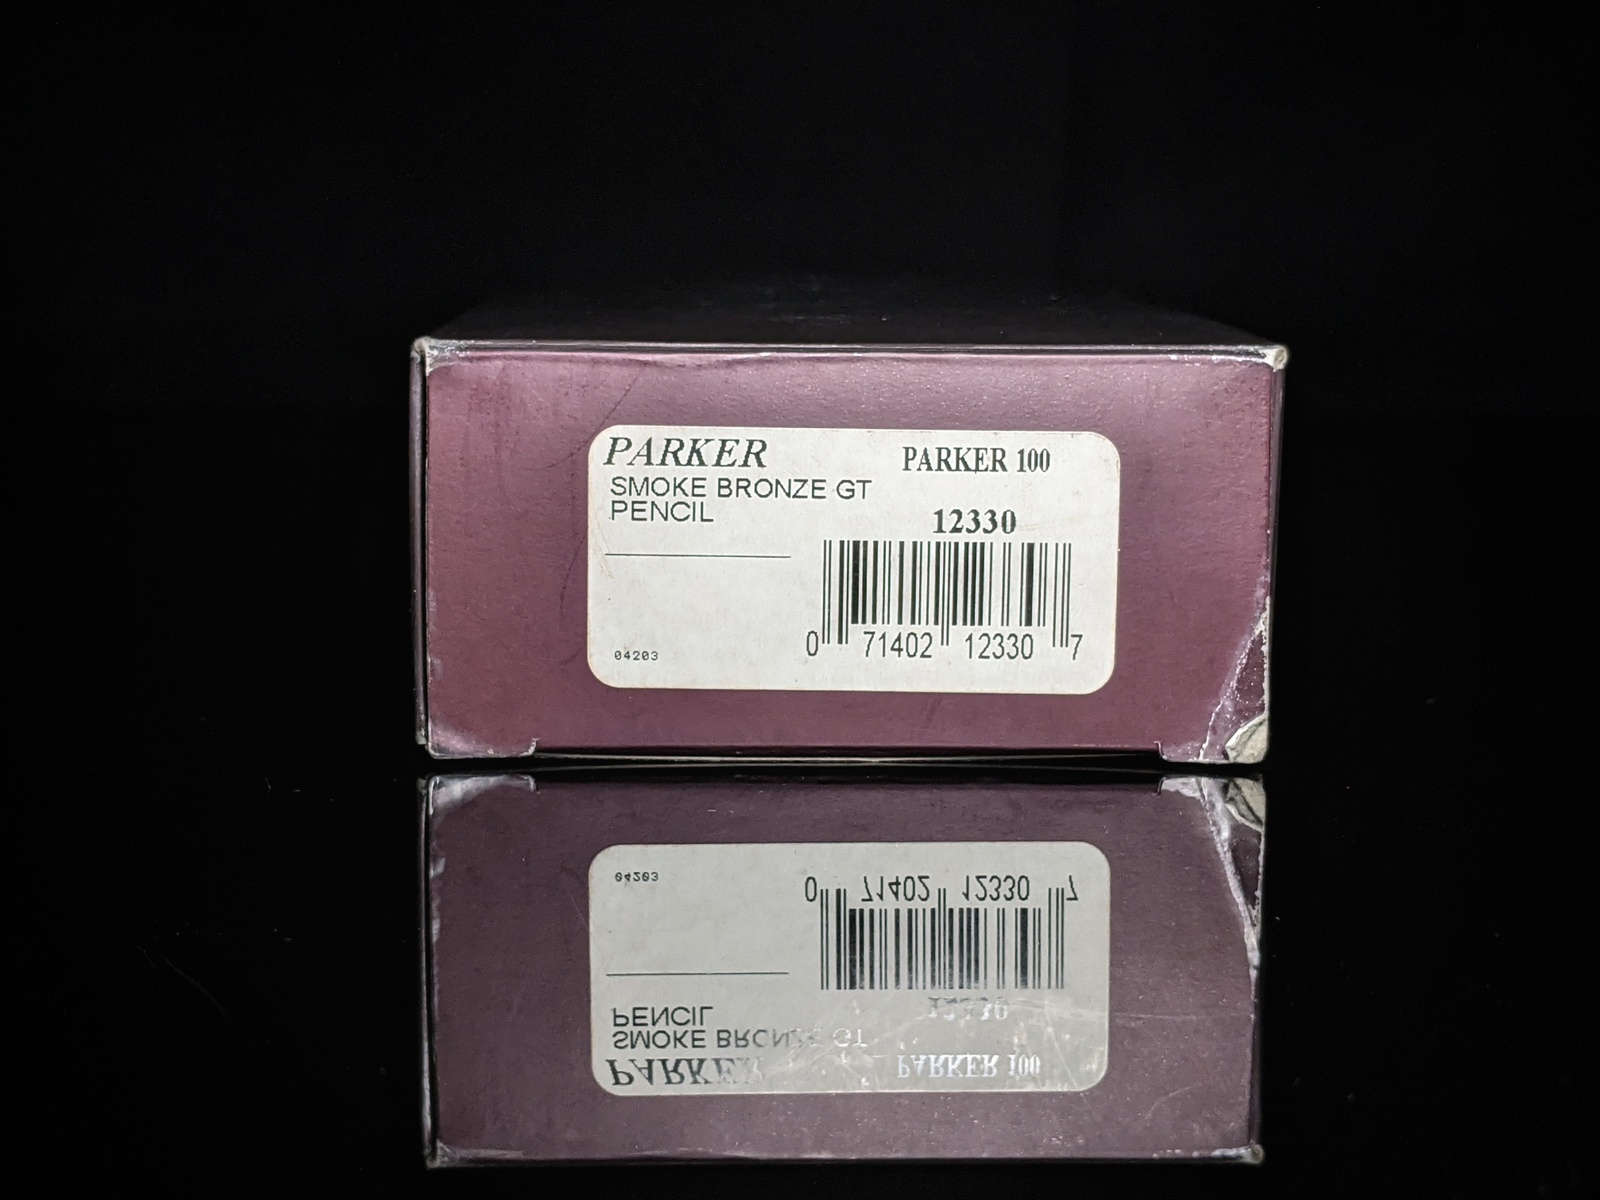 PARKER
PARKER 100
SMOKE BRONZE GT
PENCIL
12330
0 71402 12330 7
04203